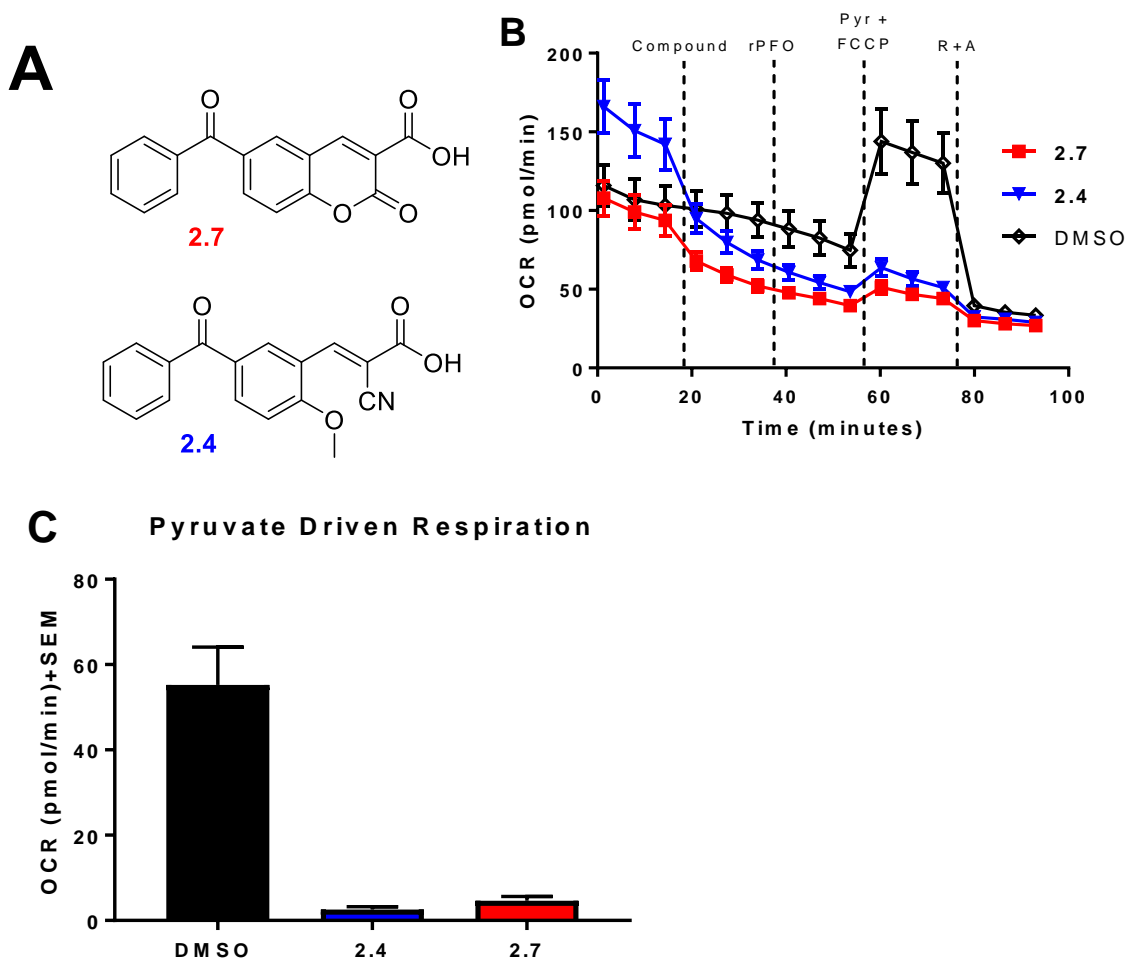 A
O
O
OH
O
O
2.7
O
O
OH
CN
O
2.4
B
Compound
rPFO
Pyr +
FCCP
R+A
200
150
100
50
0
OCR (pmol/min)
0 20 40 60 80 100
Time (minutes)
2.7
2.4
DMSO
C
Pyruvate Driven Respiration
80
60
40
20
0
OCR (pmol/min)+SEM
DMSO 2.4 2.7